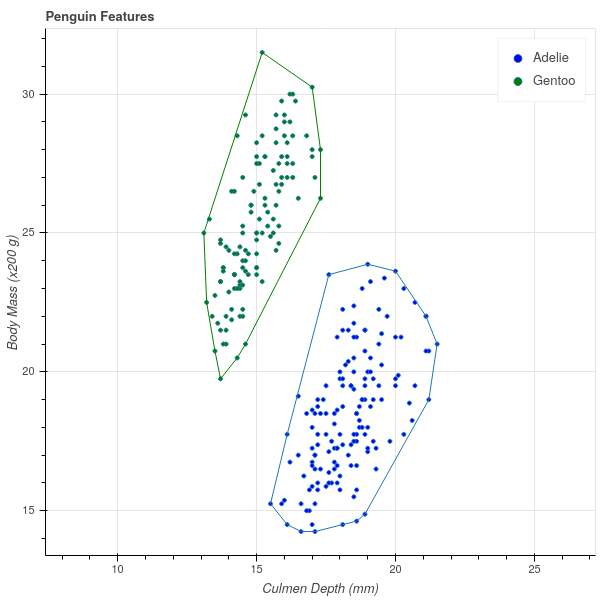 Penguin Features
Adelie
Gentoo
30
25
20
15
Body Mass (x200 g)
10
15
20
25
Culmen Depth (mm)